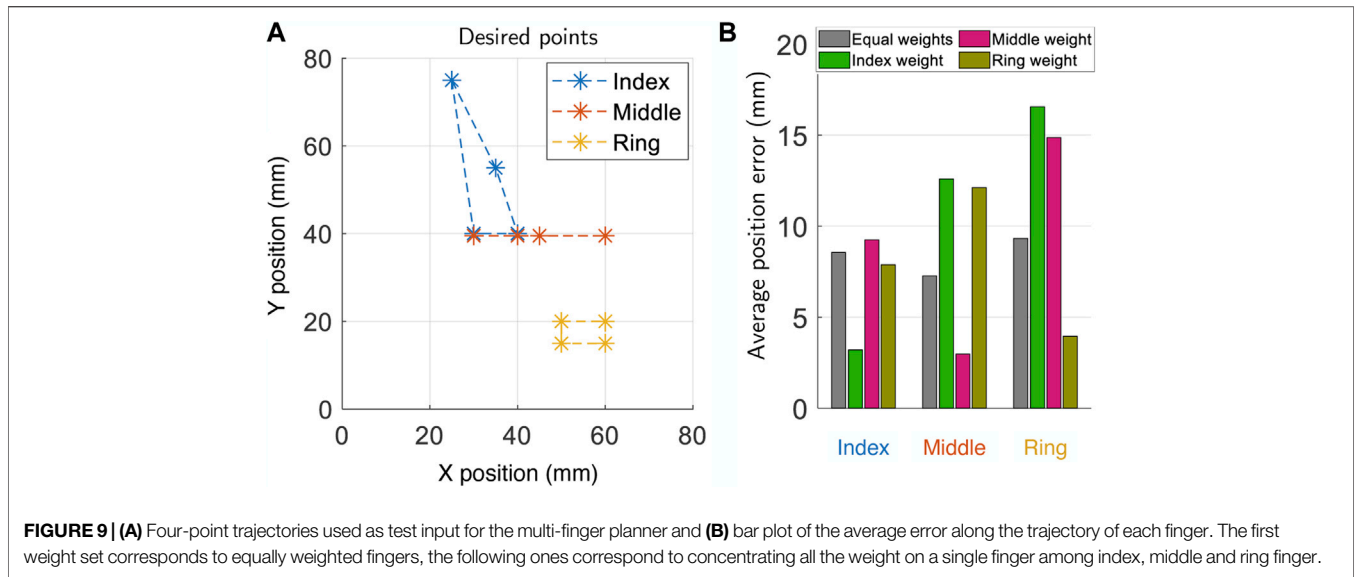 A
Desired points
80
60
40
20
0
0 20 40 60 80
Y position (mm)
X position (mm)
Index
Middle
Ring
B
20
15
10
5
0
Average position error (mm)
Equal weights
Middle weight
Index weight
Ring weight
Index Middle Ring
FIGURE 9 | (A) Four-point trajectories used as test input for the multi-finger planner and (B) bar plot of the average error along the trajectory of each finger. The first
weight set corresponds to equally weighted fingers, the following ones correspond to concentrating all the weight on a single finger among index, middle and ring finger.